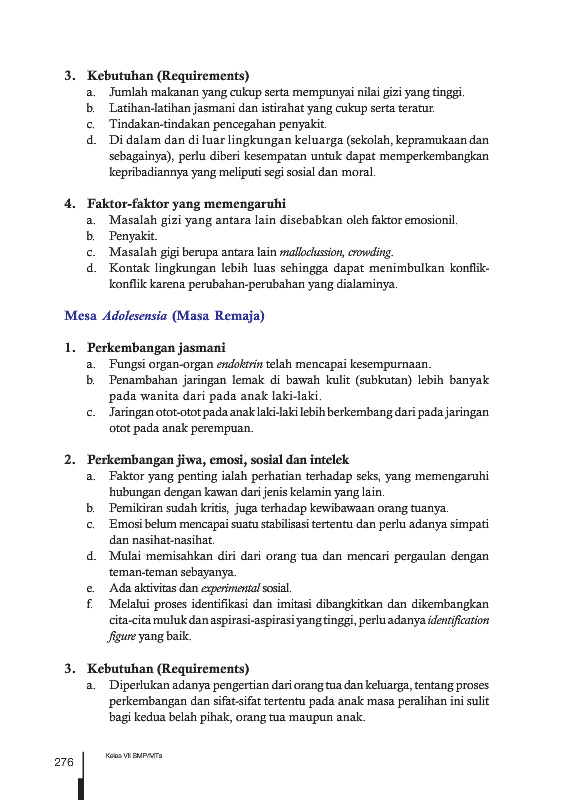 3. Kebutuhan (Requirements)
a. Jumlah makanan yang cukup serta mempunyai nilai gizi yang tinggi.
b. Latihan-latihan jasmani dan istirahat yang cukup serta teratur.
c. Tindakan-tindakan pencegahan penyakit.
d. Di dalam dan di luar lingkungan keluarga (sekolah, kepramukaan dan
sebagainya), perlu diberi kesempatan untuk dapat memperkembangkan
kepribadiannya yang meliputi segi sosial dan moral.
4. Faktor-faktor yang memengaruhi
a. Masalah gizi yang antara lain disebabkan oleh faktor emosionil.
b. Penyakit.
c. Masalah gigi berupa antara lain malloclussion, crowding.
d. Kontak lingkungan lebih luas sehingga dapat menimbulkan konflik-
konflik karena perubahan-perubahan yang dialaminya.
Mesa Adolesensia (Masa Remaja)
1. Perkembangan jasmani
a. Fungsi organ-organ endoktrin telah mencapai kesempurnaan.
b. Penambahan jaringan lemak di bawah kulit (subkutan) lebih banyak
pada wanita dari pada anak laki-laki.
c. Jaringan otot-otot pada anak laki-laki lebih berkembang dari pada jaringan
otot pada anak perempuan.
2. Perkembangan jiwa, emosi, sosial dan intelek
a. Faktor yang penting ialah perhatian terhadap seks, yang memengaruhi
hubungan dengan kawan dari jenis kelamin yang lain.
b. Pemikiran sudah kritis, juga terhadap kewibawaan orang tuanya.
c. Emosi belum mencapai suatu stabilisasi tertentu dan perlu adanya simpati
dan nasihat-nasihat.
d. Mulai memisahkan diri dari orang tua dan mencari pergaulan dengan
teman-teman sebayanya.
e. Ada aktivitas dan experimental sosial.
f. Melalui proses identifikasi dan imitasi dibangkitkan dan dikembangkan
cita-cita muluk dan aspirasi-aspirasi yang tinggi, perlu adanya identification
figure yang baik.
3. Kebutuhan (Requirements)
a. Diperlukan adanya pengertian dari orang tua dan keluarga, tentang proses
perkembangan dan sifat-sifat tertentu pada anak masa peralihan ini sulit
bagi kedua belah pihak, orang tua maupun anak.
276 Kelas VII SMP/MTs